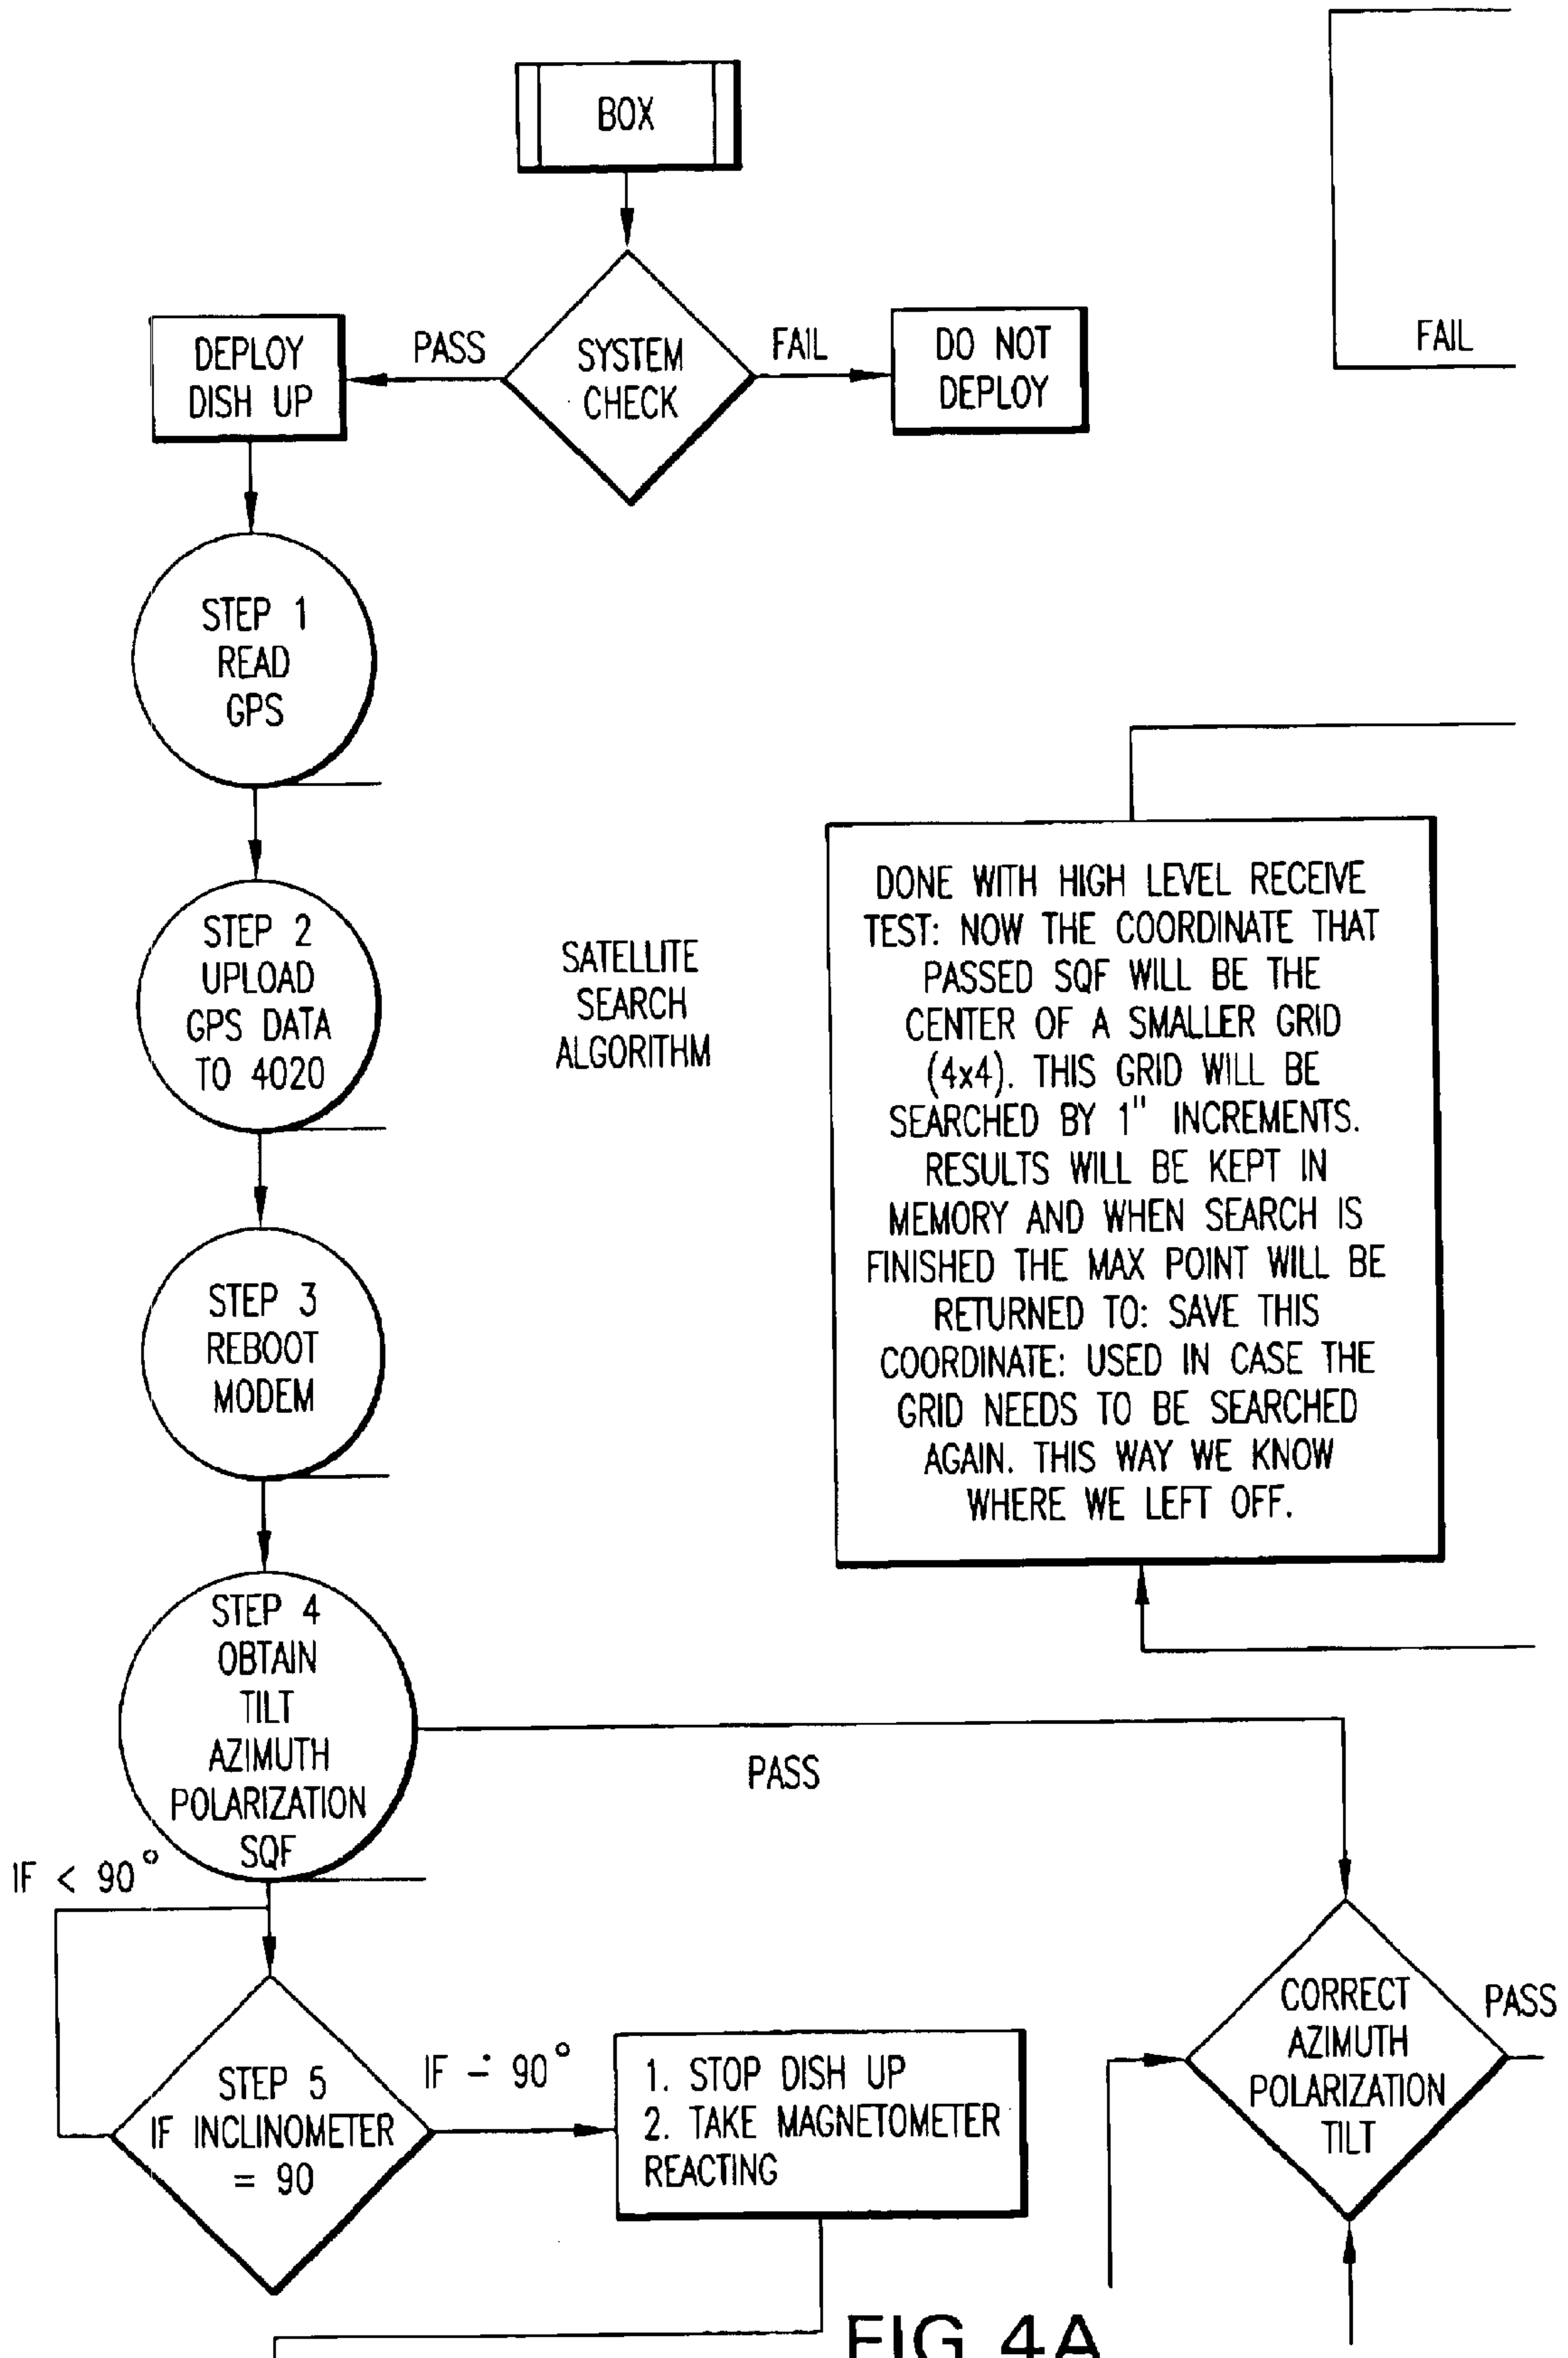 BOX
SYSTEM
CHECK
PASS
FAIL
DEPLOY
DISH UP
DO NOT
DEPLOY
FAIL
STEP 1
READ
GPS
STEP 2
UPLOAD
GPS DATA
TO 4020
SATELLITE
SEARCH
ALGORITHM
STEP 3
REBOOT
MODEM
DONE WITH HIGH LEVEL RECEIVE
TEST: NOW THE COORDINATE THAT
PASSED SQF WILL BE THE
CENTER OF A SMALLER GRID
(4x4). THIS GRID WILL BE
SEARCHED BY 1" INCREMENTS.
RESULTS WILL BE KEPT IN
MEMORY AND WHEN SEARCH IS
FINISHED THE MAX POINT WILL BE
RETURNED TO: SAVE THIS
COORDINATE: USED IN CASE THE
GRID NEEDS TO BE SEARCHED
AGAIN. THIS WAY WE KNOW
WHERE WE LEFT OFF.
STEP 4
OBTAIN
TILT
AZIMUTH
POLARIZATION
SQF
PASS
IF < 90°
STEP 5
IF INCLINOMETER
= 90
IF - 90°
1. STOP DISH UP
2. TAKE MAGNETOMETER
REACTING
CORRECT
AZIMUTH
POLARIZATION
TILT
PASS
FIG.4A